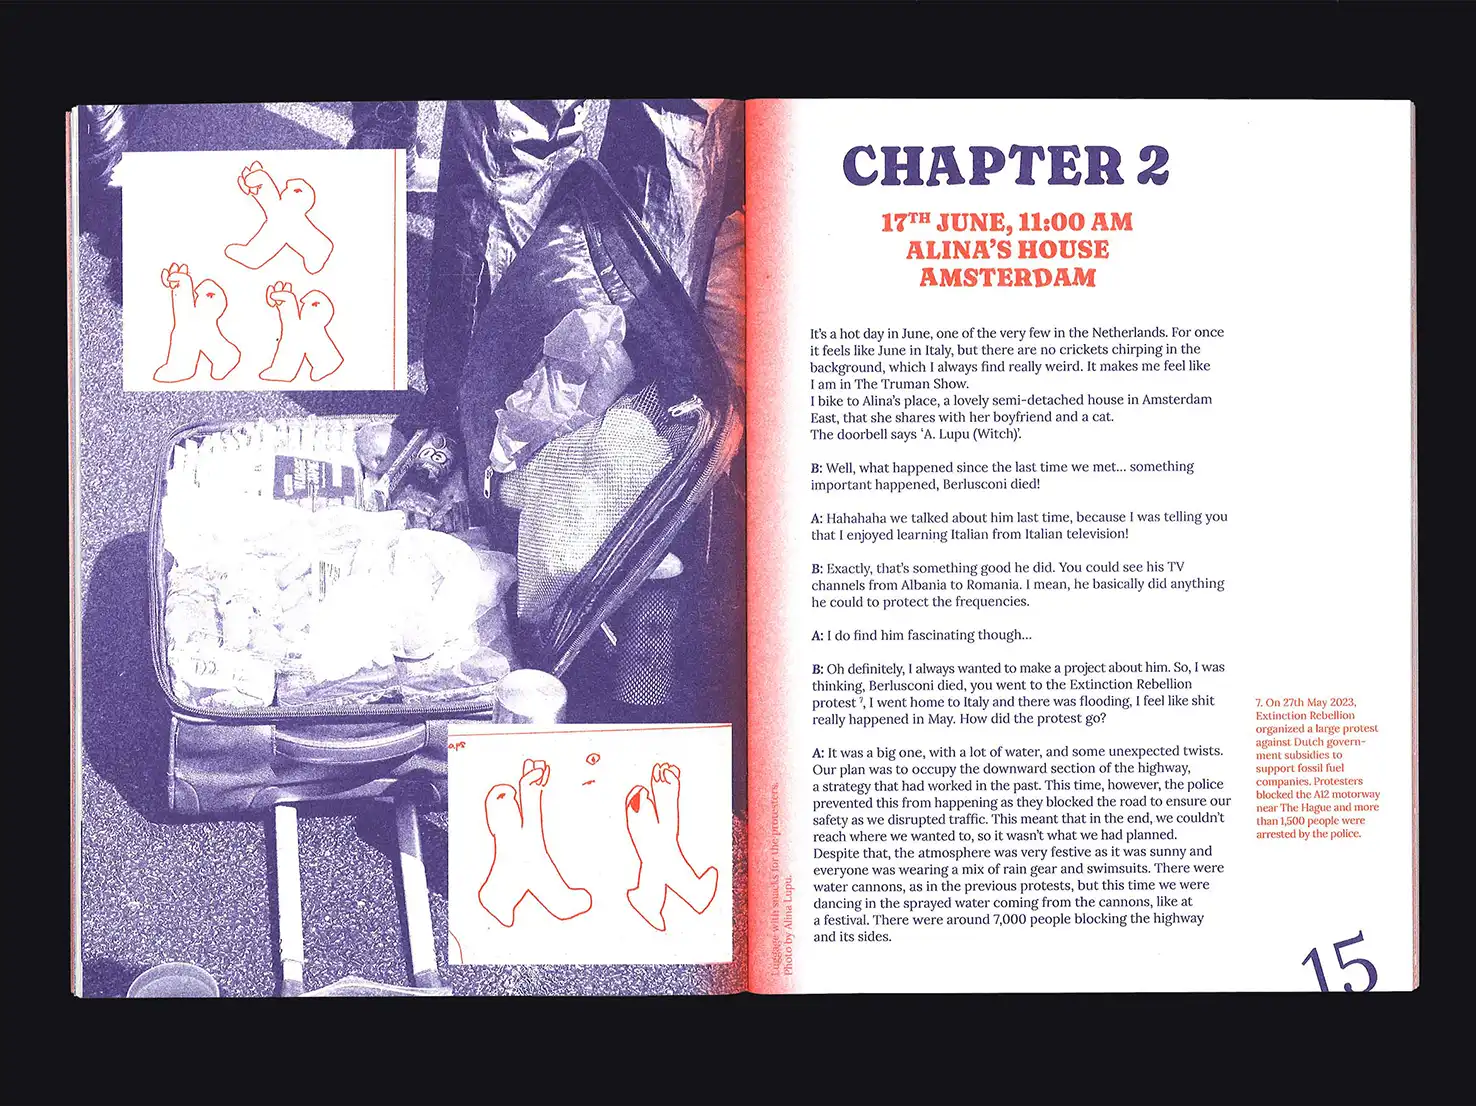 aps
Luggage with snacks for the protesters.
Photo by Alina Lupu.
CHAPTER 2
17TH JUNE, 11:00 AM
ALINA'S HOUSE
AMSTERDAM
It's a hot day in June, one of the very few in the Netherlands. For once
it feels like June in Italy, but there are no crickets chirping in the
background, which I always find really weird. It makes me feel like
I am in The Truman Show.
I bike to Alina's place, a lovely semi-detached house in Amsterdam
East, that she shares with her boyfriend and a cat.
The doorbell says 'A. Lupu (Witch)'.
B: Well, what happened since the last time we met... something
important happened, Berlusconi died!
A: Hahahaha we talked about him last time, because I was telling you
that I enjoyed learning Italian from Italian television!
B: Exactly, that's something good he did. You could see his TV
channels from Albania to Romania. I mean, he basically did anything
he could to protect the frequencies.
A: I do find him fascinating though...
B: Oh definitely, I always wanted to make a project about him. So, I was
thinking, Berlusconi died, you went to the Extinction Rebellion
protest 7, I went home to Italy and there was flooding, I feel like shit
really happened in May. How did the protest go?
A: It was a big one, with a lot of water, and some unexpected twists.
Our plan was to occupy the downward section of the highway,
a strategy that had worked in the past. This time, however, the police
prevented this from happening as they blocked the road to ensure our
safety as we disrupted traffic. This meant that in the end, we couldn't
reach where we wanted to, so it wasn't what we had planned.
Despite that, the atmosphere was very festive as it was sunny and
everyone was wearing a mix of rain gear and swimsuits. There were
water cannons, as in the previous protests, but this time we were
dancing in the sprayed water coming from the cannons, like at
a festival. There were around 7,000 people blocking the highway
and its sides.
7. On 27th May 2023,
Extinction Rebellion
organized a large protest
against Dutch govern-
ment subsidies to
support fossil fuel
companies. Protesters
blocked the A12 motorway
near The Hague and more
than 1,500 people were
arrested by the police.
15